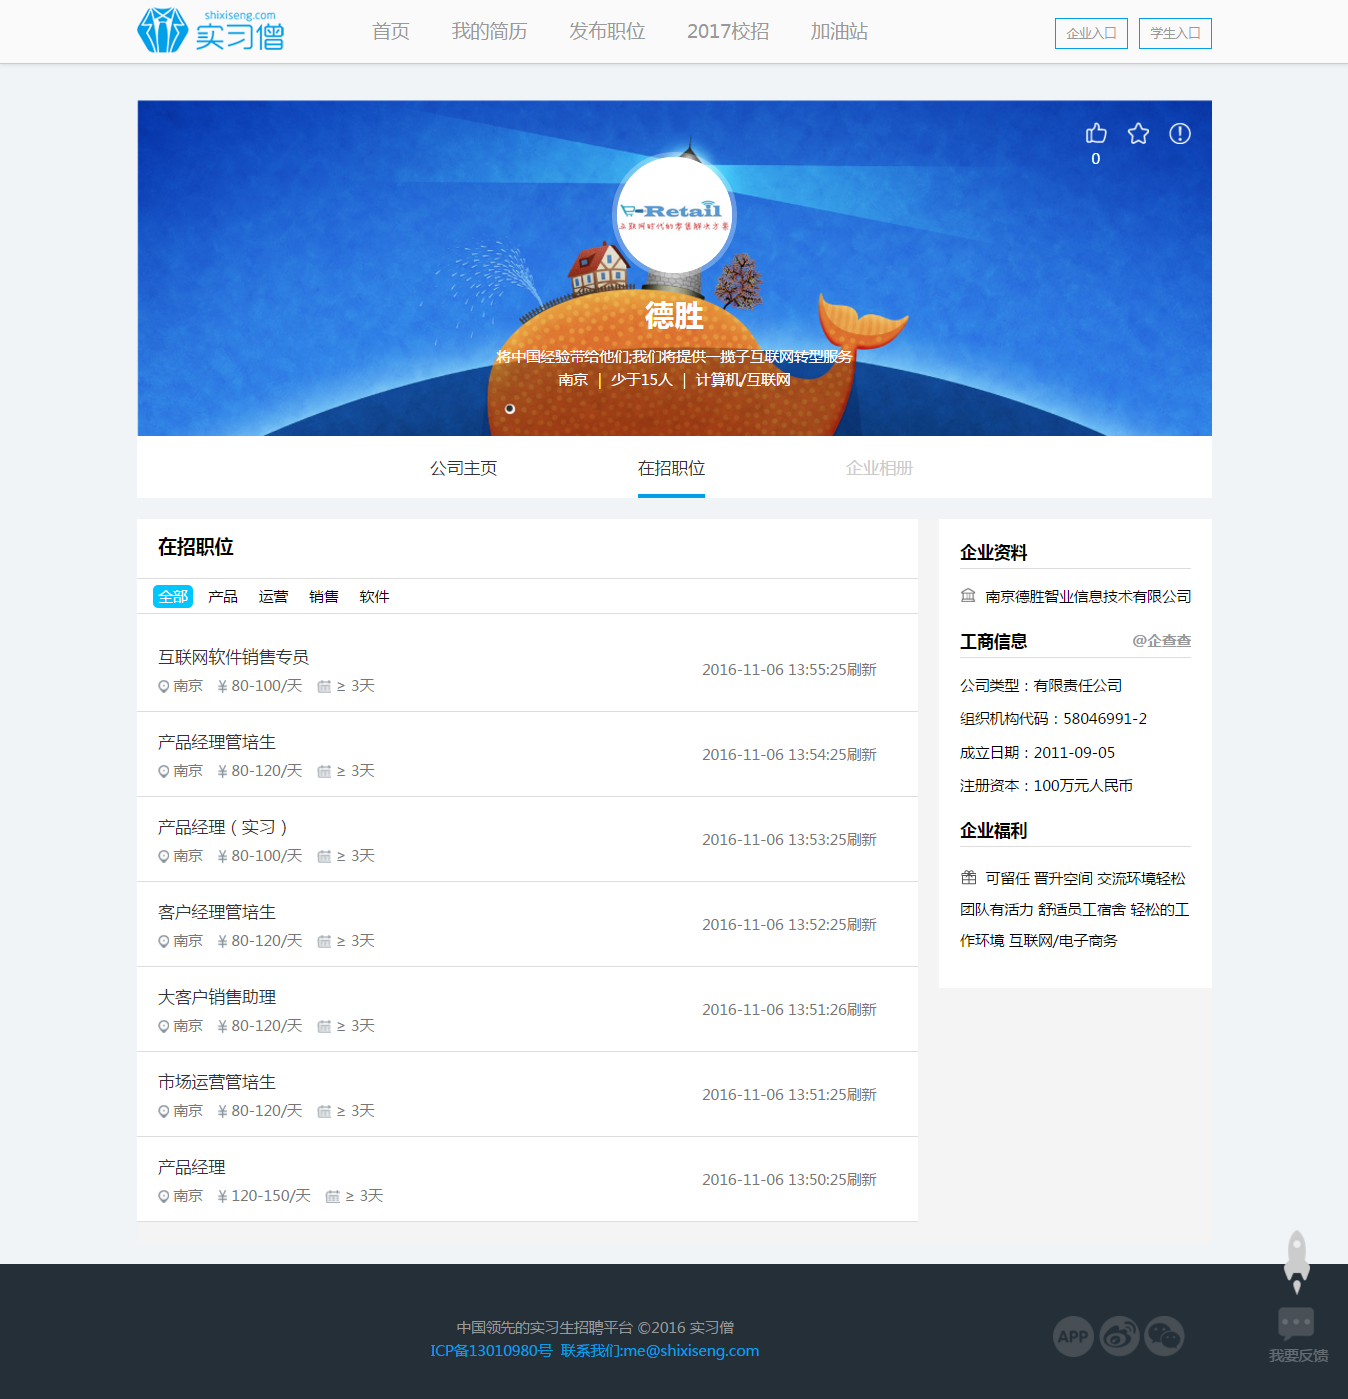 shixiseng.com
实习僧
首页 我的简历 发布职位 2017校招 加油站
企业入口 学生入口
0
e-Retail
互联网时代的零售解决方案
德胜
将中国经验带给他们;我们将提供一揽子互联网转型服务
南京 | 少于15人 | 计算机/互联网
公司主页 在招职位 企业相册
在招职位
全部 产品 运营 销售 软件
互联网软件销售专员
南京 ¥ 80-100/天 ≥ 3天
2016-11-06 13:55:25刷新
产品经理管培生
南京 ¥ 80-120/天 ≥ 3天
2016-11-06 13:54:25刷新
产品经理（实习）
南京 ¥ 80-100/天 ≥ 3天
2016-11-06 13:53:25刷新
客户经理管培生
南京 ¥ 80-120/天 ≥ 3天
2016-11-06 13:52:25刷新
大客户销售助理
南京 ¥ 80-120/天 ≥ 3天
2016-11-06 13:51:26刷新
市场运营管培生
南京 ¥ 80-120/天 ≥ 3天
2016-11-06 13:51:25刷新
产品经理
南京 ¥ 120-150/天 ≥ 3天
2016-11-06 13:50:25刷新
企业资料
南京德胜智业信息技术有限公司
工商信息 @企查查
公司类型：有限责任公司
组织机构代码：58046991-2
成立日期：2011-09-05
注册资本：100万元人民币
企业福利
可留任 晋升空间 交流环境轻松
团队有活力 舒适员工宿舍 轻松的工
作环境 互联网/电子商务
中国领先的实习生招聘平台 ©2016 实习僧
ICP备13010980号 联系我们:me@shixiseng.com
APP
我要反馈